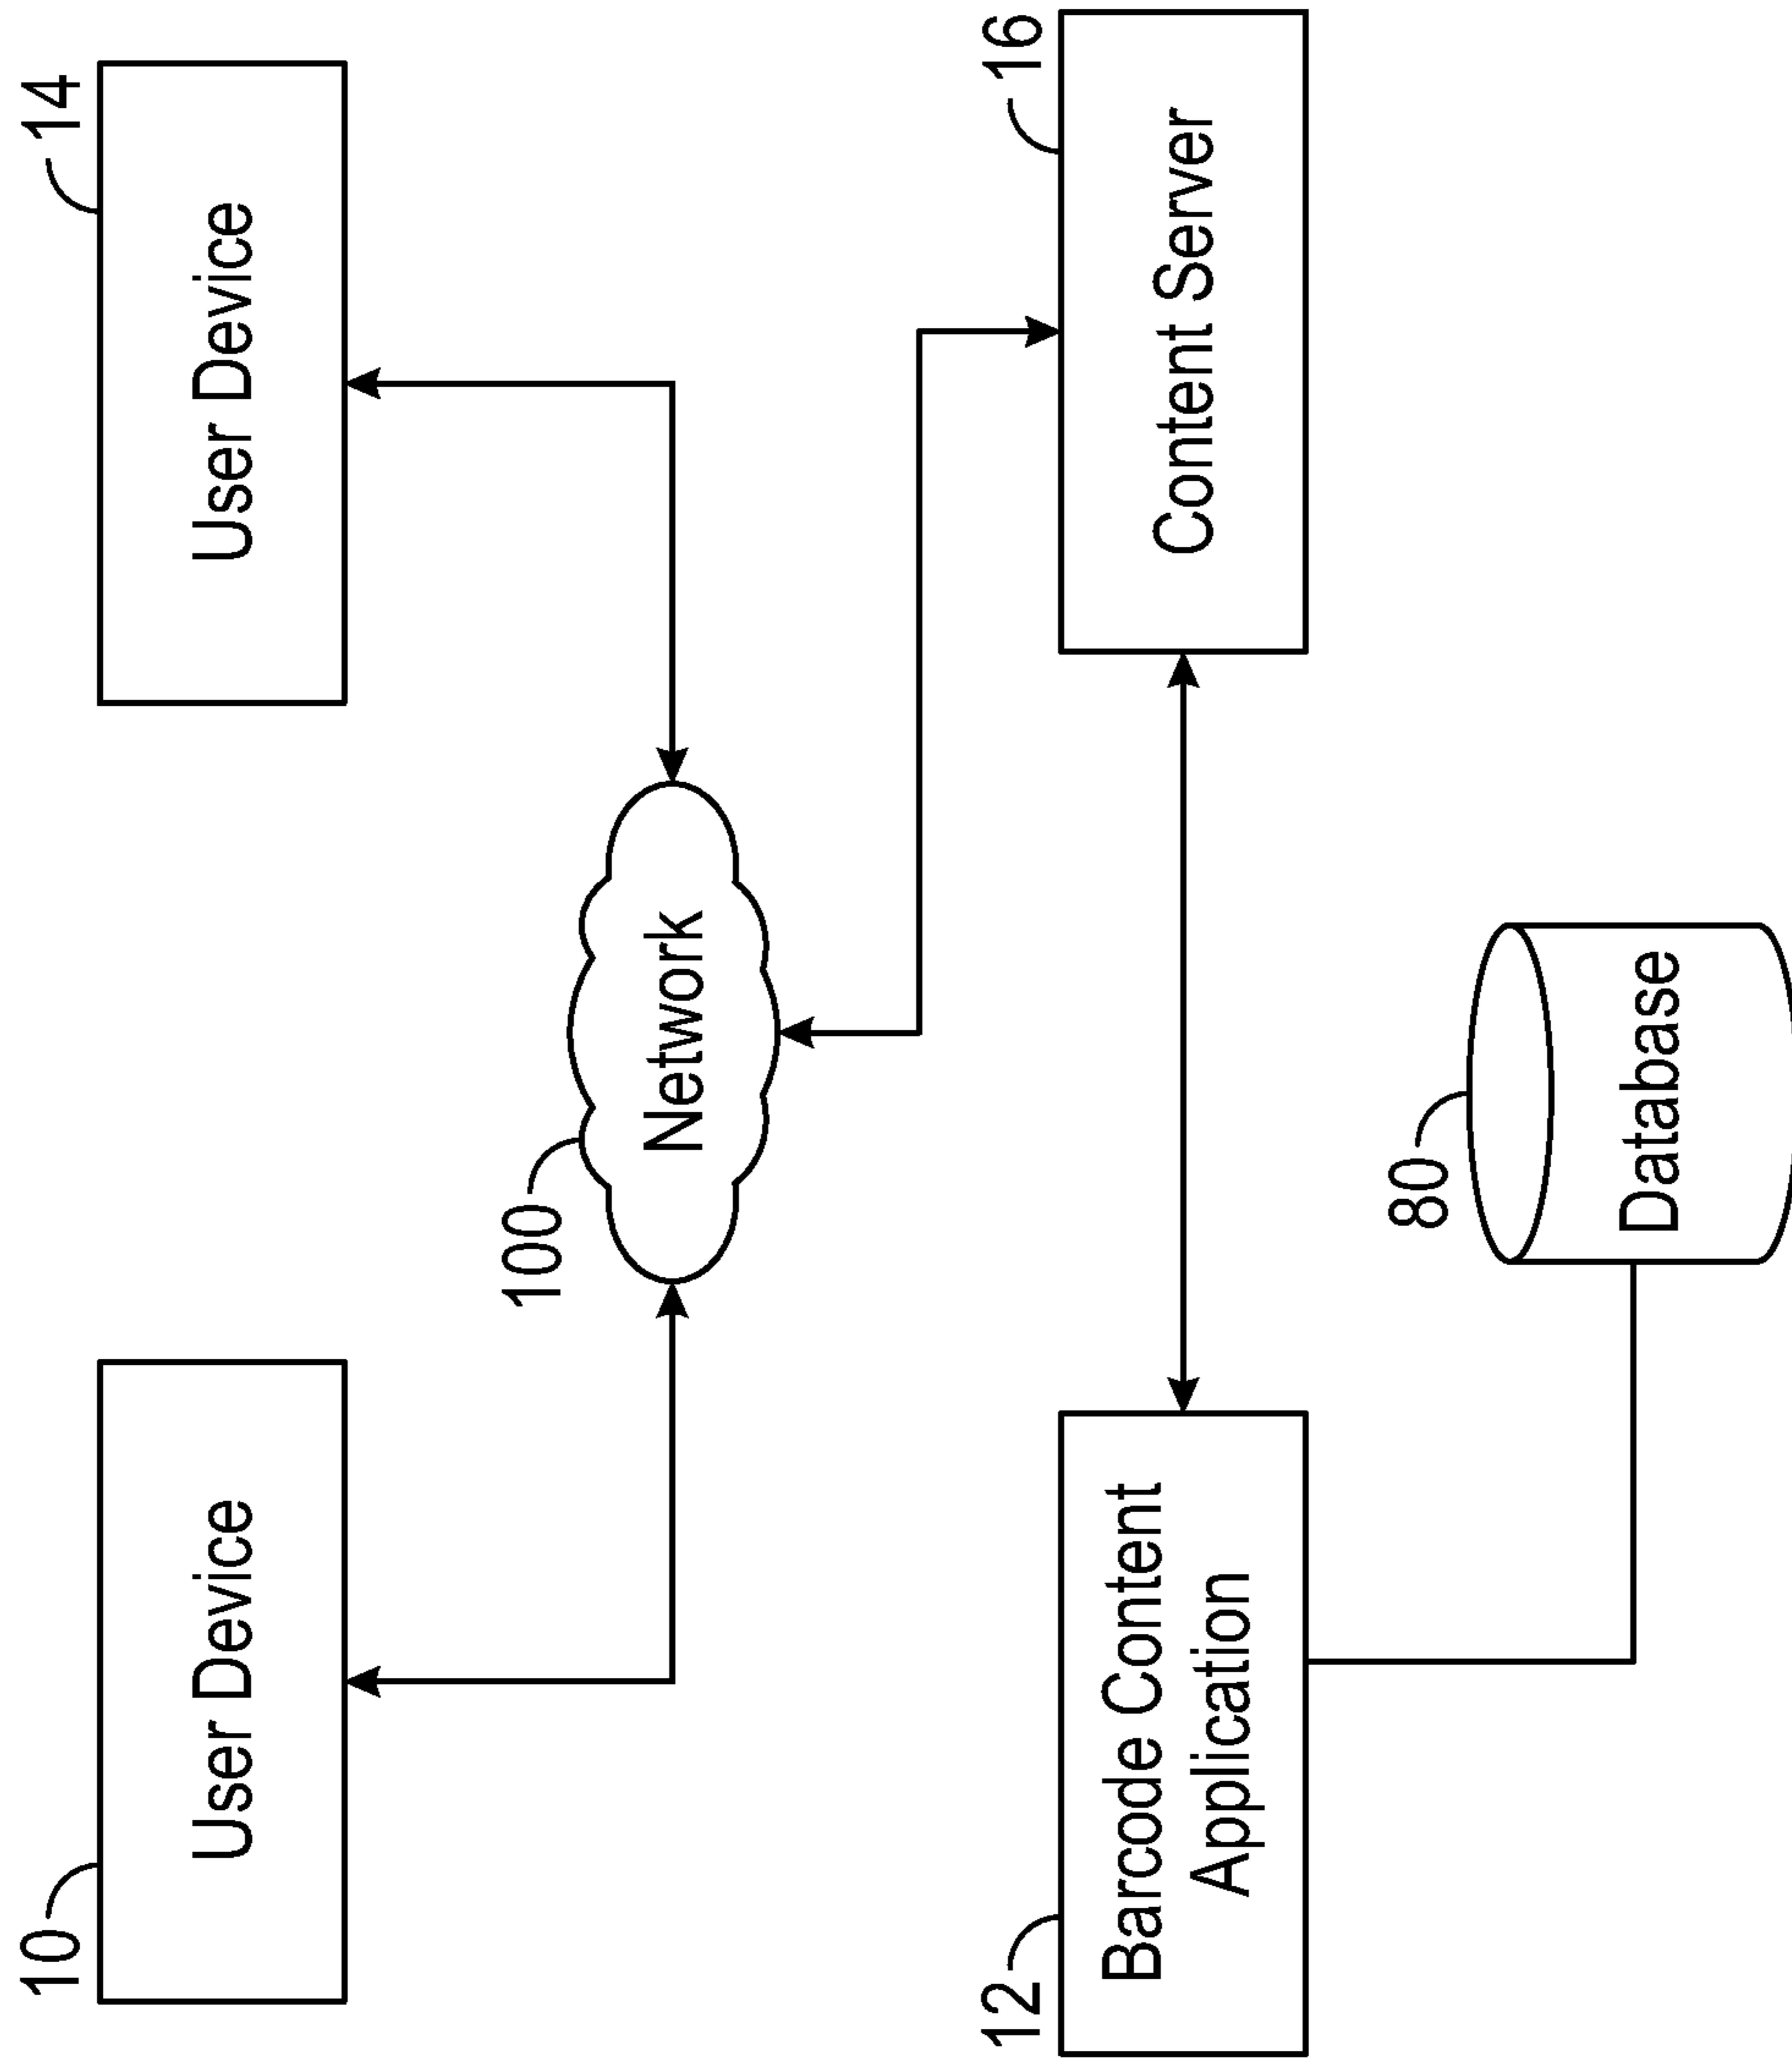 10
User Device
14
User Device
100
Network
12
Barcode Content
Application
16
Content Server
80
Database